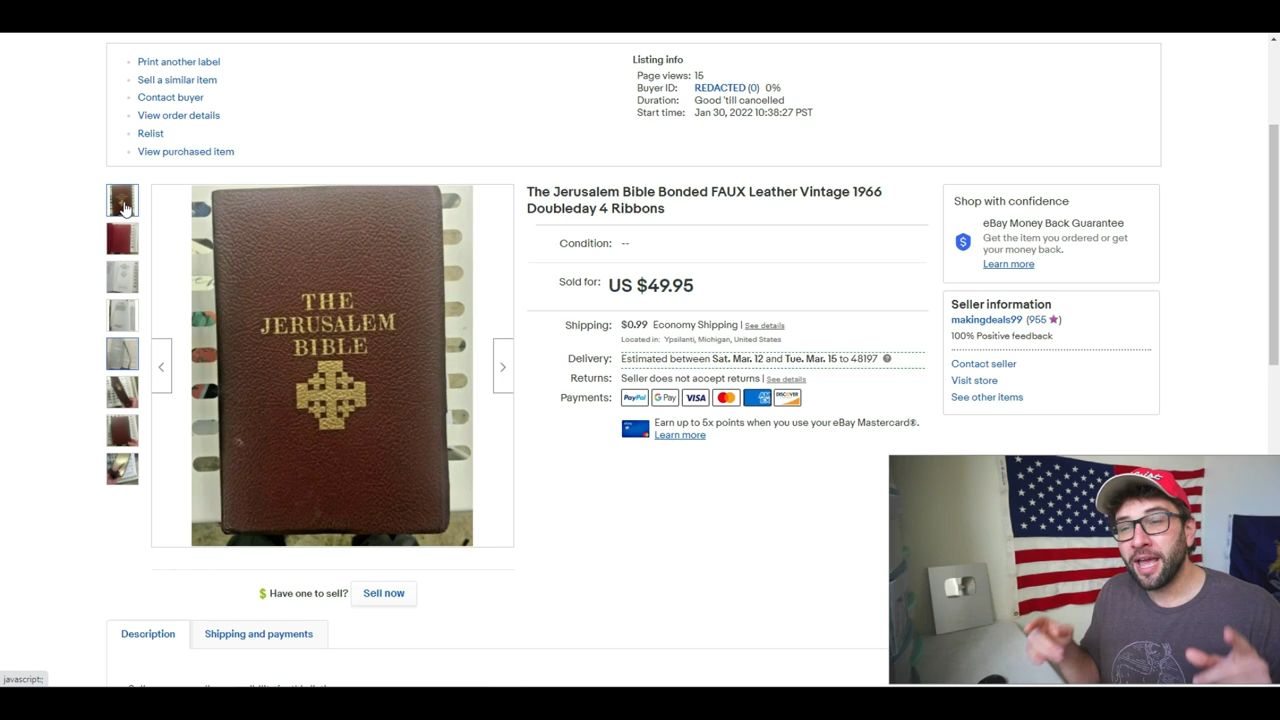 Print another label
Sell a similar item
Contact buyer
View order details
Relist
View purchased item
Listing info
Page views: 15
Buyer ID: REDACTED (0) 0%
Duration: Good 'till cancelled
Start time: Jan 30, 2022 10:38:27 PST
THE
JERUSALEM
BIBLE
The Jerusalem Bible Bonded FAUX Leather Vintage 1966
Doubleday 4 Ribbons
Condition: --
Sold for: US $49.95
Shipping: $0.99 Economy Shipping | See details
Located in: Ypsilanti, Michigan, United States
Delivery: Estimated between Sat. Mar. 12 and Tue. Mar. 15 to 48197
Returns: Seller does not accept returns | See details
Payments: PayPal G Pay VISA DISCOVER
Earn up to 5x points when you use your eBay Mastercard®.
Learn more
Shop with confidence
eBay Money Back Guarantee
Get the item you ordered or get
your money back.
Learn more
Seller information
makingdeals99 (955 )
100% Positive feedback
Contact seller
Visit store
See other items
$ Have one to sell? Sell now
Description
Shipping and payments
javascript:;